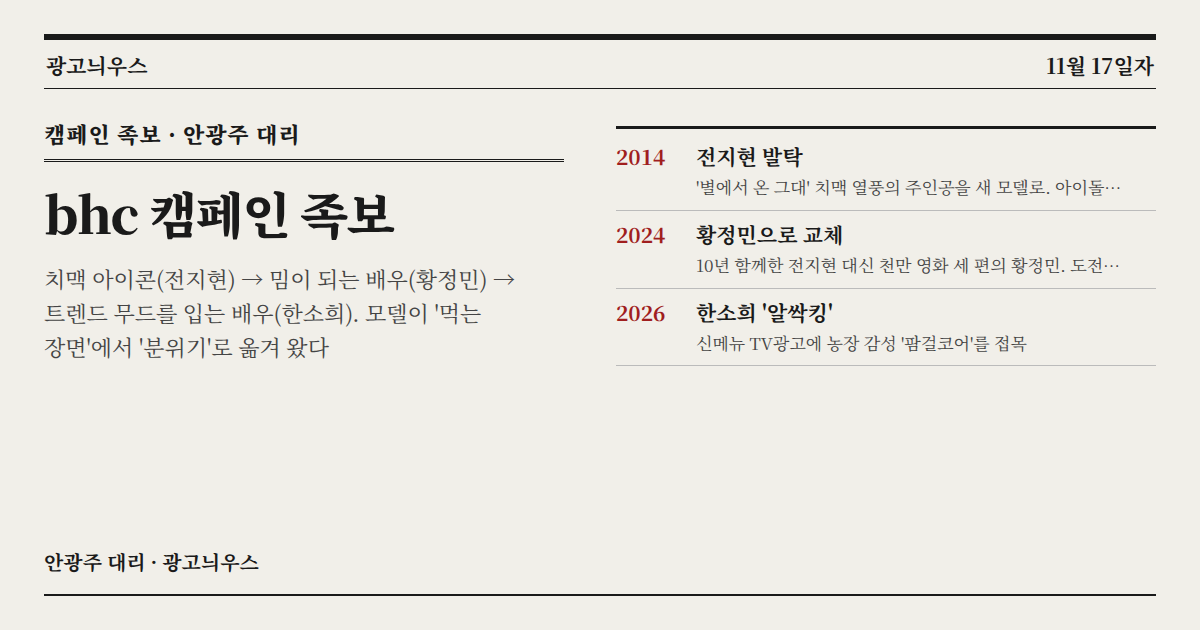 광고늬우스
11월 17일자
캠페인 족보 · 안광주 대리
bhc 캠페인 족보
치맥 아이콘(전지현) → 밈이 되는 배우(황정민) →
트렌드 무드를 입는 배우(한소희). 모델이 '먹는
장면'에서 '분위기'로 옮겨 왔다
2014 전지현 발탁
'별에서 온 그대' 치맥 열풍의 주인공을 새 모델로. 아이돌…
2024 황정민으로 교체
10년 함께한 전지현 대신 천만 영화 세 편의 황정민. 도전…
2026 한소희 '알싹킹'
신메뉴 TV광고에 농장 감성 '팜걸코어'를 접목
안광주 대리 · 광고늬우스